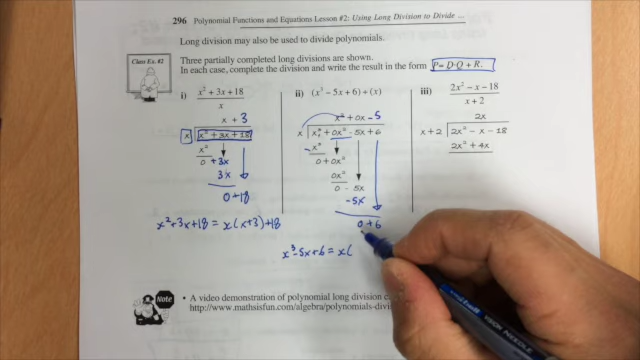 296 Polynomial Functions and Equations Lesson #2: Using Long Division to Divide ...
Long division may also be used to divide polynomials.
Class Ex. #2
Three partially completed long divisions are shown.
In each case, complete the division and write the result in the form P = D·Q + R.
i) x² + 3x + 18
x
x + 3
x x² + 3x + 18
x²
0 + 3x
3x
0 + 18
x² + 3x + 18 = x(x+3) + 18
ii) (x³ − 5x + 6) ÷ (x)
x² + 0x − 5
x x³ + 0x² − 5x + 6
− x³
0 + 0x²
0x²
0 − 5x
−5x
0 + 6
x³ − 5x + 6 = x(
iii) 2x² − x − 18
x + 2
2x
x + 2 2x² − x − 18
2x² + 4x
Note
• A video demonstration of polynomial long division c
http://www.mathsisfun.com/algebra/polynomials-divis